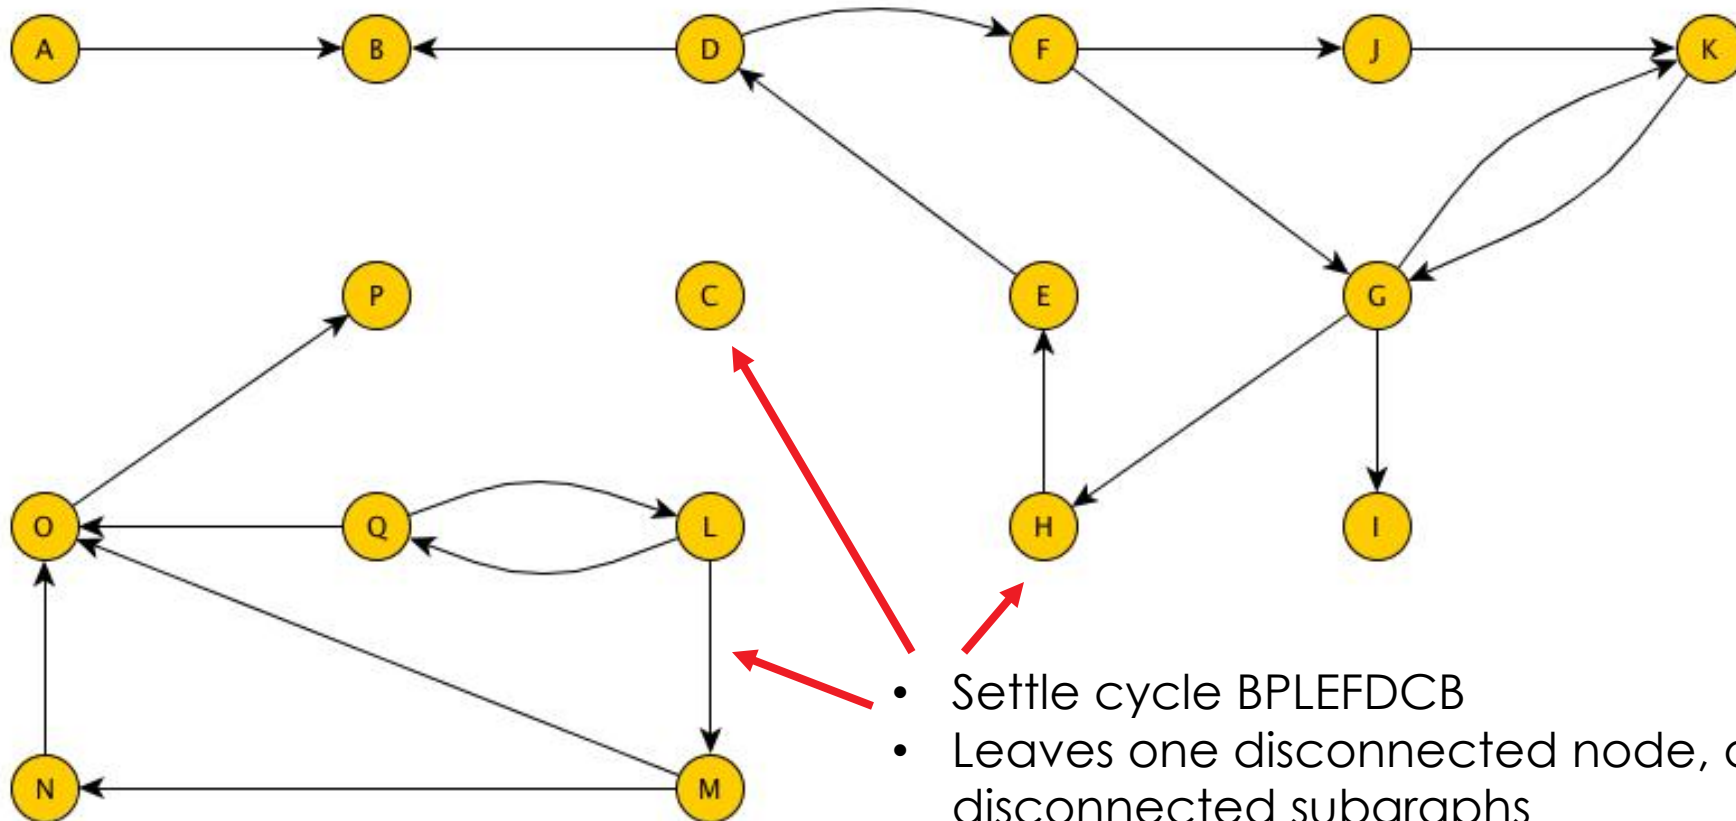 A B D F J K
P C E G
O Q L H I
• Settle cycle BPLEFDCB
• Leaves one disconnected node,
disconnected subgraphs
N M